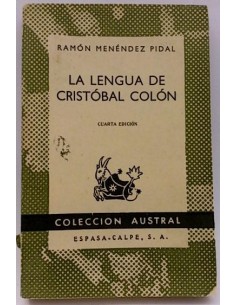 RAMÓN MENÉNDEZ PIDAL
LA LENGUA DE
CRISTÓBAL COLÓN
CUARTA EDICIÓN
COLECCION AUSTRAL
ESPASA-CALPE, S. A.